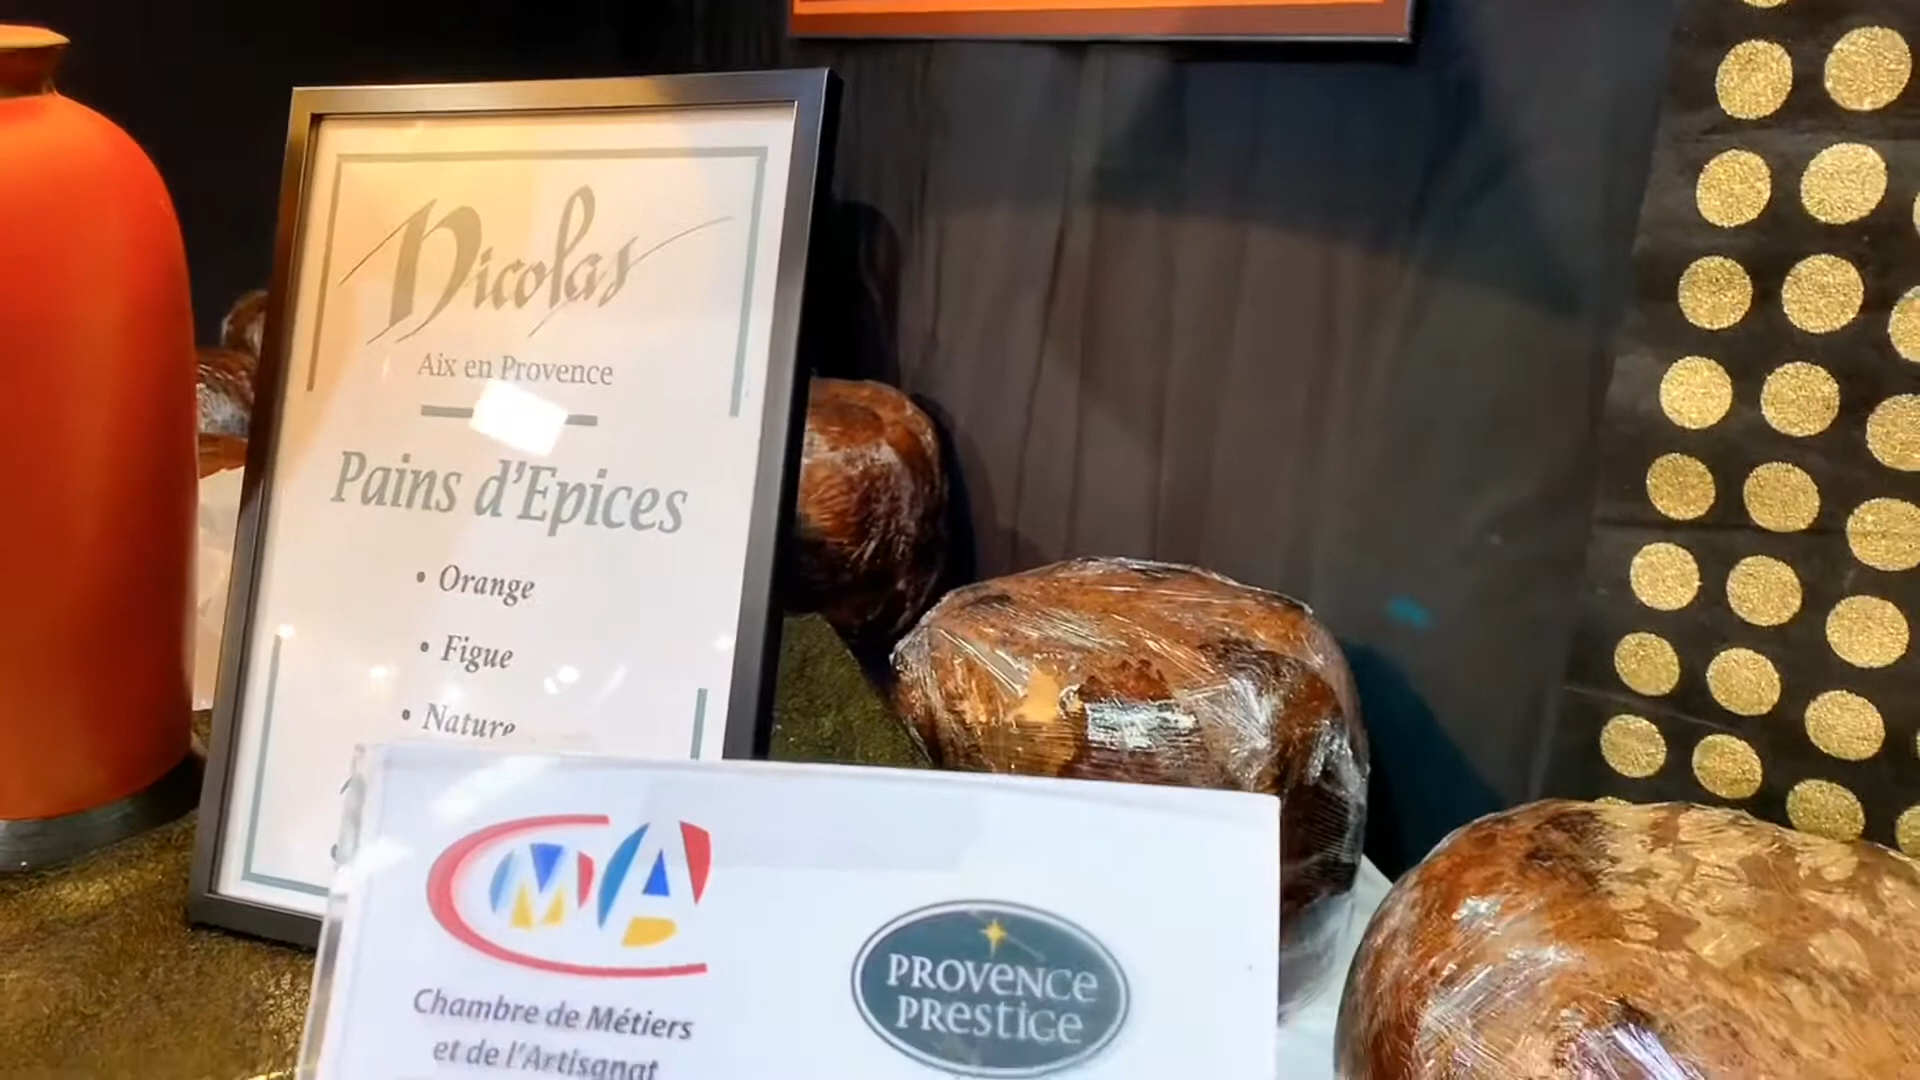 Nicolas
Aix en Provence
Pains d'Epices
• Orange
• Figue
• Nature
CMA
Chambre de Métiers
et de l'Artisanat
PROVENCE
PRESTIGE